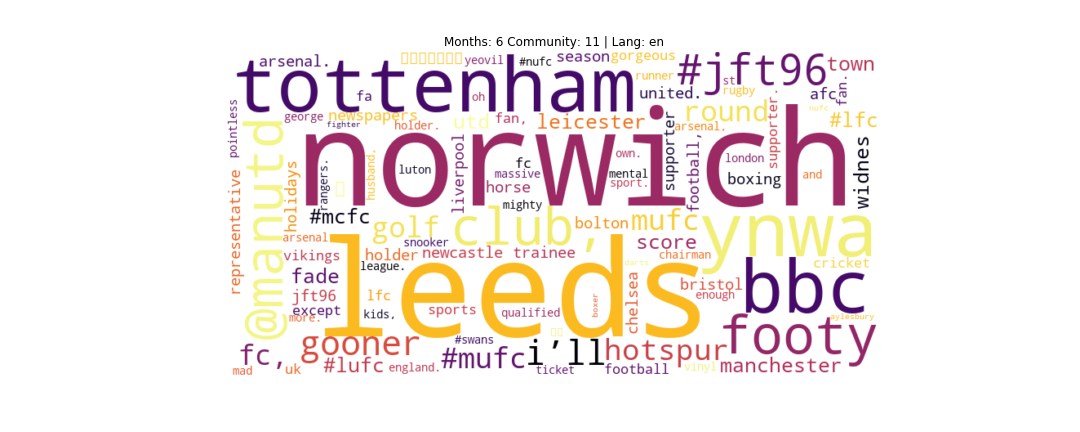 Months: 6 Community: 11 | Lang: en
arsenal. yeovil #nufc season gorgeous
tottenham #jft96 town
runner st
fa oh united. rugby afc fan.
pointless george newspapers utd fan, leicester round supporter. nufc #lfc
fighter holder. arsenal,
@manutd norwich
representative holidays rangers. husband. luton liverpool fc massive horse own. mental sport. supporter football, london boxing and widnes
mighty
#mcfc golf club, bolton mufc ynwa
arsenal snooker score
vikings holder newcastle trainee chairman cricket
league. darts
fade leeds bristol bbc
jft96 lfc chelsea enough
except kids. sports qualified boxer
more. aylesbury
gooner #swans i’ll footy
fc, #mufc hotspur
uk #lufc england. manchester
mad ticket football vinyl